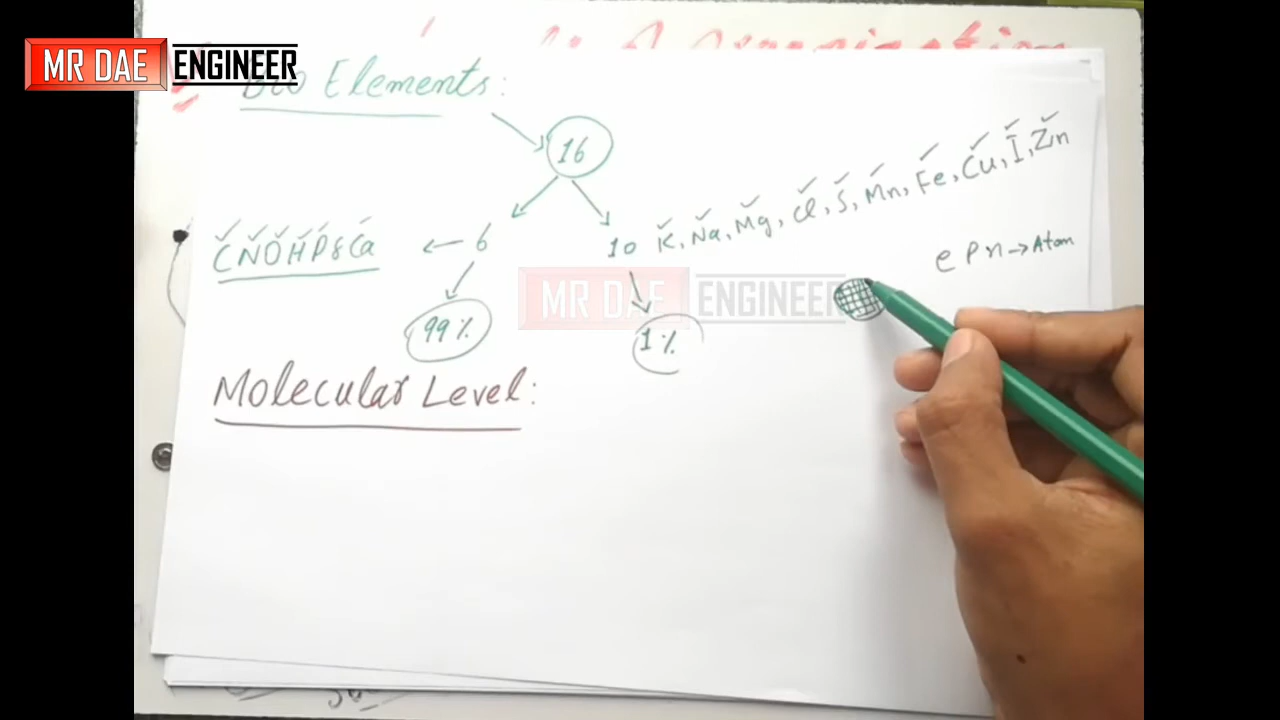 MR DAE ENGINEER
Organization
Bio Elements:
16
C N O H P & Ca ← 6
10 K, Na, Mg, Cl, S, Mn, Fe, Cu, I, Zn
e P n → Atom
99%
1%
MR DAE ENGINEER
Molecular Level: